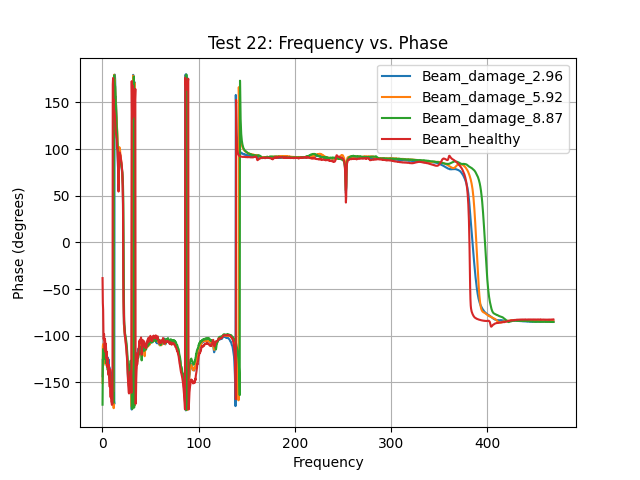 Test 22: Frequency vs. Phase
Beam_damage_2.96
Beam_damage_5.92
Beam_damage_8.87
Beam_healthy
Phase (degrees)
150
100
50
0
−50
−100
−150
0 100 200 300 400
Frequency